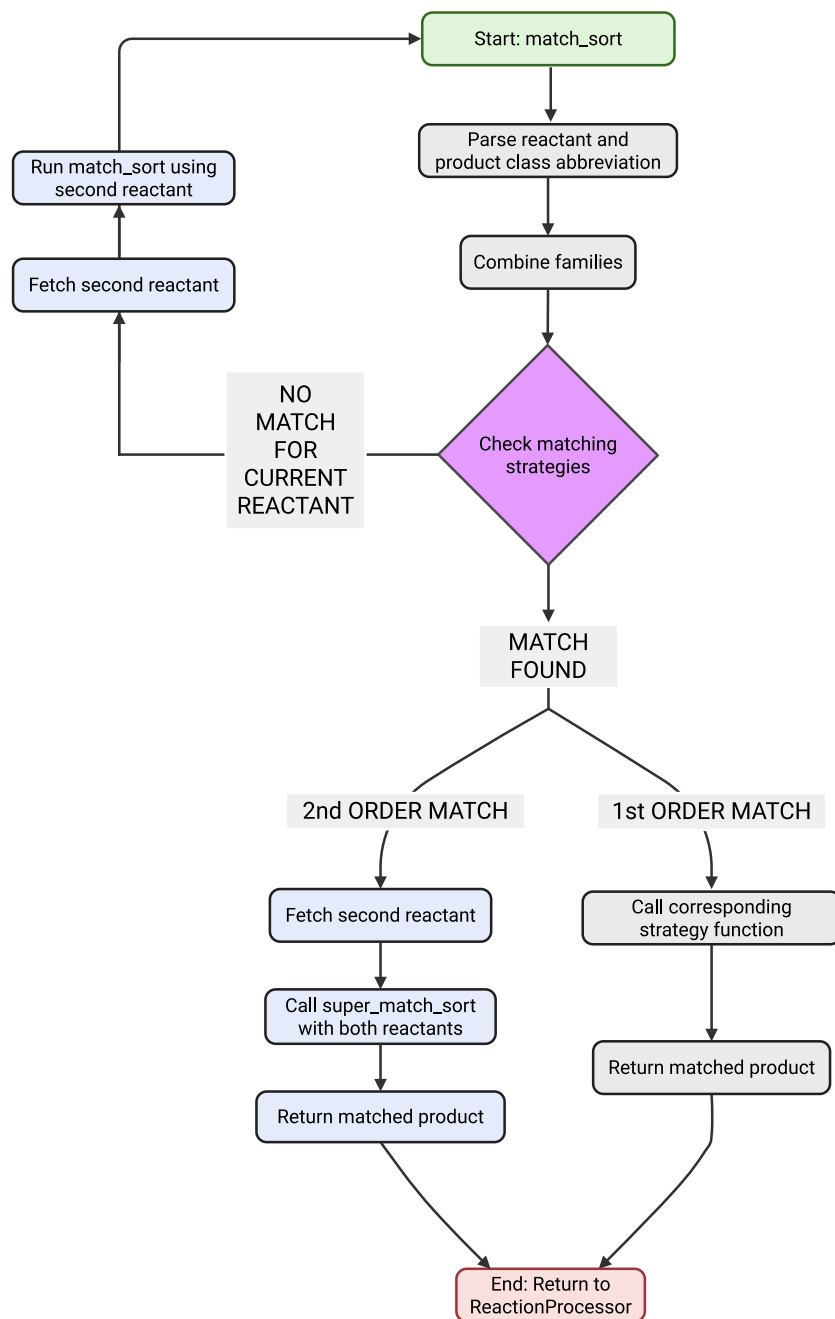 Start: match_sort
Parse reactant and
product class abbreviation
Run match_sort using
second reactant
Combine families
Fetch second reactant
NO
MATCH
FOR
CURRENT
REACTANT
Check matching
strategies
MATCH
FOUND
2nd ORDER MATCH
1st ORDER MATCH
Fetch second reactant
Call corresponding
strategy function
Call super_match_sort
with both reactants
Return matched product
Return matched product
End: Return to
ReactionProcessor